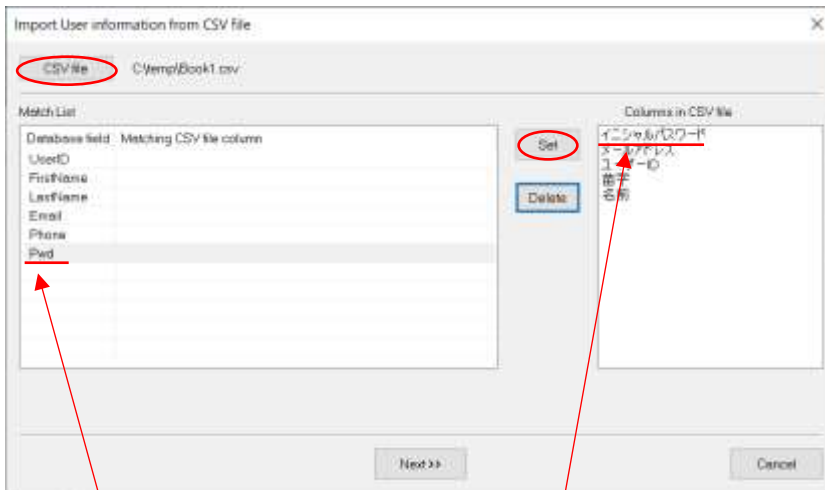 Import User information from CSV file
CSV file C:\temp\Book1.csv
Match List
Columns in CSV file
Database field Matching CSV file column
UserID
FirstName
LastName
Email
Phone
Pwd
Set
Delete
イニシャルパスワード
メールアドレス
ユーザーID
苗字
名前
Next >>
Cancel